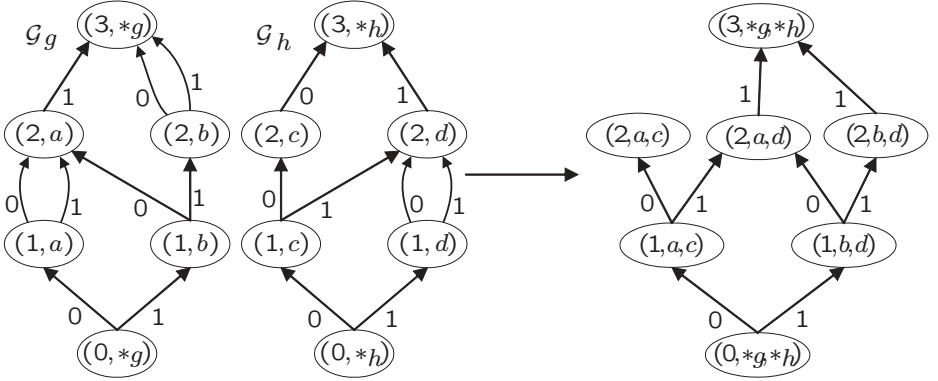 𝒢g (3,*g) 𝒢h (3,*h) (3,*g,*h)
1 0 1 0 1 1 1
(2,a) (2,b) (2,c) (2,d) (2,a,c) (2,a,d) (2,b,d)
0 1 0 1 0 1 0 1 0 1 0 1
(1,a) (1,b) (1,c) (1,d) (1,a,c) (1,b,d)
0 1 0 1 0 1
(0,*g) (0,*h) (0,*g,*h)